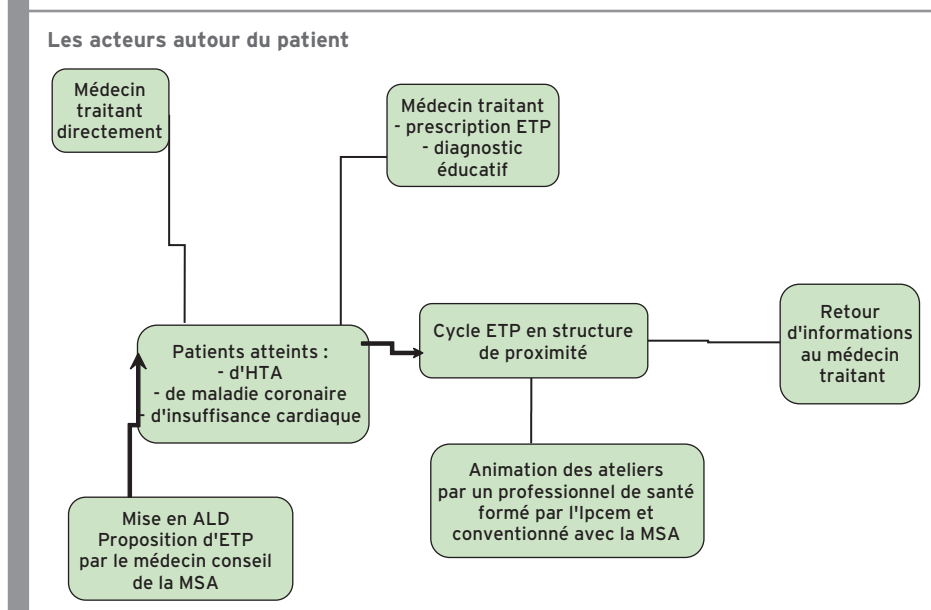 Les acteurs autour du patient
Médecin
traitant
directement
Médecin traitant
- prescription ETP
- diagnostic
éducatif
Patients atteints :
- d'HTA
- de maladie coronaire
- d'insuffisance cardiaque
Cycle ETP en structure
de proximité
Retour
d'informations
au médecin
traitant
Mise en ALD
Proposition d'ETP
par le médecin conseil
de la MSA
Animation des ateliers
par un professionnel de santé
formé par l'Ipcem et
conventionné avec la MSA